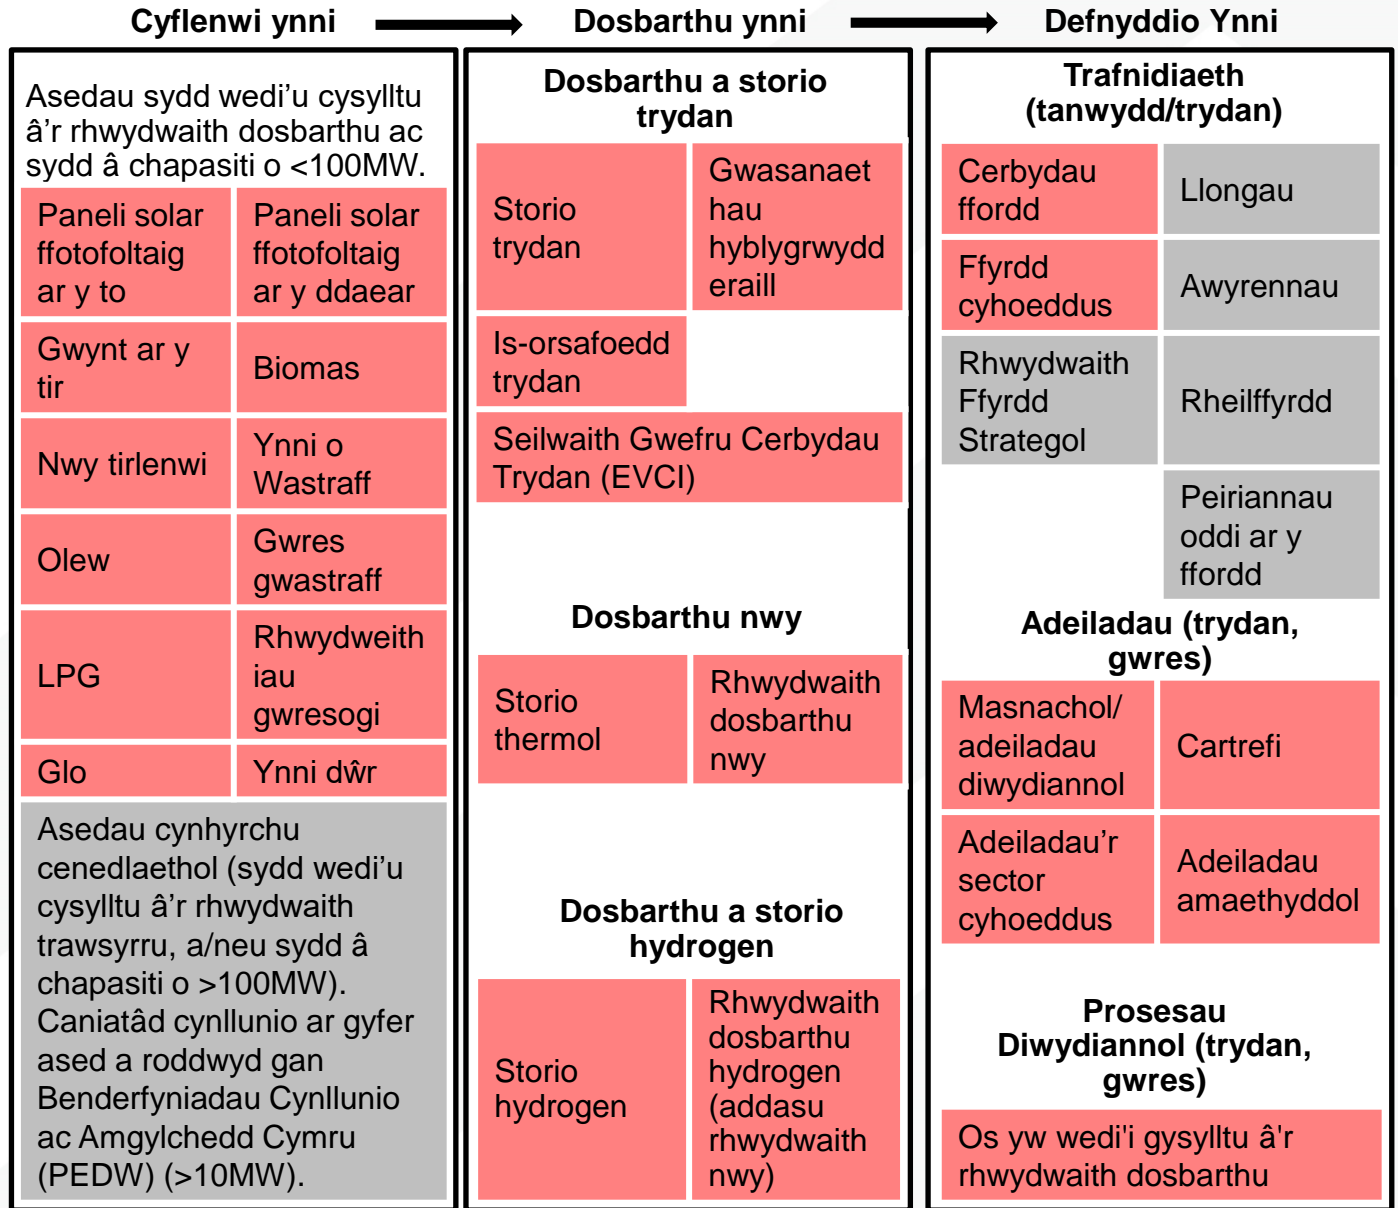 Cyflenwi ynni
Dosbarthu ynni
Defnyddio Ynni
Asedau sydd wedi'u cysylltu
â'r rhwydwaith dosbarthu ac
sydd â chapasiti o <100MW.
Paneli solar
ffotofoltaig
ar y to
Paneli solar
ffotofoltaig
ar y ddaear
Gwynt ar y
tir
Biomas
Nwy tirlenwi
Ynni o
Wastraff
Olew
Gwres
gwastraff
LPG
Rhwydweith
iau
gwresogi
Glo
Ynni dŵr
Asedau cynhyrchu
cenedlaethol (sydd wedi'u
cysylltu â'r rhwydwaith
trawsyrru, a/neu sydd â
chapasiti o >100MW).
Caniatâd cynllunio ar gyfer
ased a roddwyd gan
Benderfyniadau Cynllunio
ac Amgylchedd Cymru
(PEDW) (>10MW).
Dosbarthu a storio
trydan
Storio
trydan
Gwasanaet
hau
hyblygrwydd
eraill
Is-orsafoedd
trydan
Seilwaith Gwefru Cerbydau
Trydan (EVCI)
Dosbarthu nwy
Storio
thermol
Rhwydwaith
dosbarthu
nwy
Dosbarthu a storio
hydrogen
Storio
hydrogen
Rhwydwaith
dosbarthu
hydrogen
(addasu
rhwydwaith
nwy)
Trafnidiaeth
(tanwydd/trydan)
Cerbydau
ffordd
Llongau
Ffyrdd
cyhoeddus
Awyrennau
Rhwydwaith
Ffyrdd
Strategol
Rheilffyrdd
Peiriannau
oddi ar y
ffordd
Adeiladau (trydan,
gwres)
Masnachol/
adeiladau
diwydiannol
Cartrefi
Adeiladau'r
sector
cyhoeddus
Adeiladau
amaethyddol
Prosesau
Diwydiannol (trydan,
gwres)
Os yw wedi'i gysylltu â'r
rhwydwaith dosbarthu